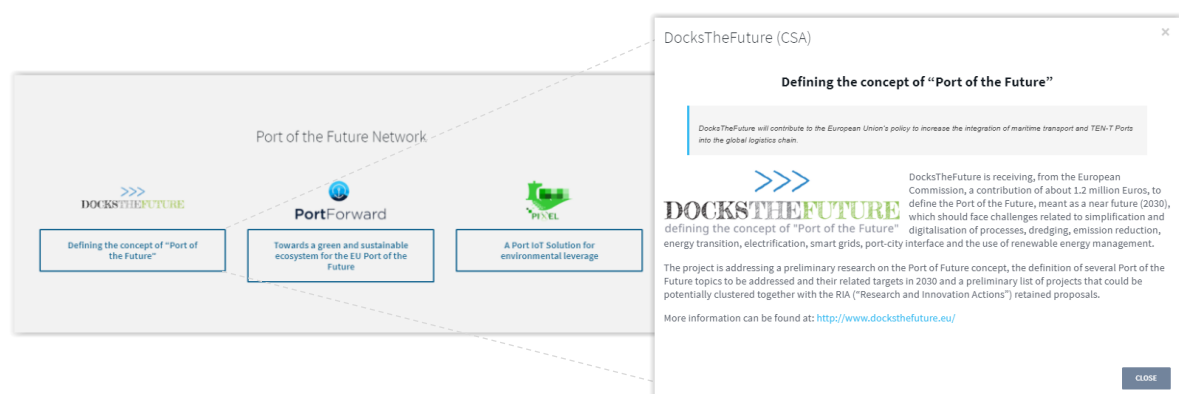 Port of the Future Network
>>>
DOCKSTHEFUTURE
Defining the concept of "Port of
the Future"
PortForward
Towards a green and sustainable
ecosystem for the EU Port of the
Future
PIXEL
A Port IoT Solution for
environmental leverage
DocksTheFuture (CSA)
×
Defining the concept of “Port of the Future”
DocksTheFuture will contribute to the European Union's policy to increase the integration of maritime transport and TEN-T Ports
into the global logistics chain.
>>>
DOCKSTHEFUTURE
defining the concept of "Port of the Future"
DocksTheFuture is receiving, from the European
Commission, a contribution of about 1.2 million Euros, to
define the Port of the Future, meant as a near future (2030),
which should face challenges related to simplification and
digitalisation of processes, dredging, emission reduction,
energy transition, electrification, smart grids, port-city interface and the use of renewable energy management.
The project is addressing a preliminary research on the Port of Future concept, the definition of several Port of the
Future topics to be addressed and their related targets in 2030 and a preliminary list of projects that could be
potentially clustered together with the RIA (“Research and Innovation Actions”) retained proposals.
More information can be found at: http://www.docksthefuture.eu/
CLOSE